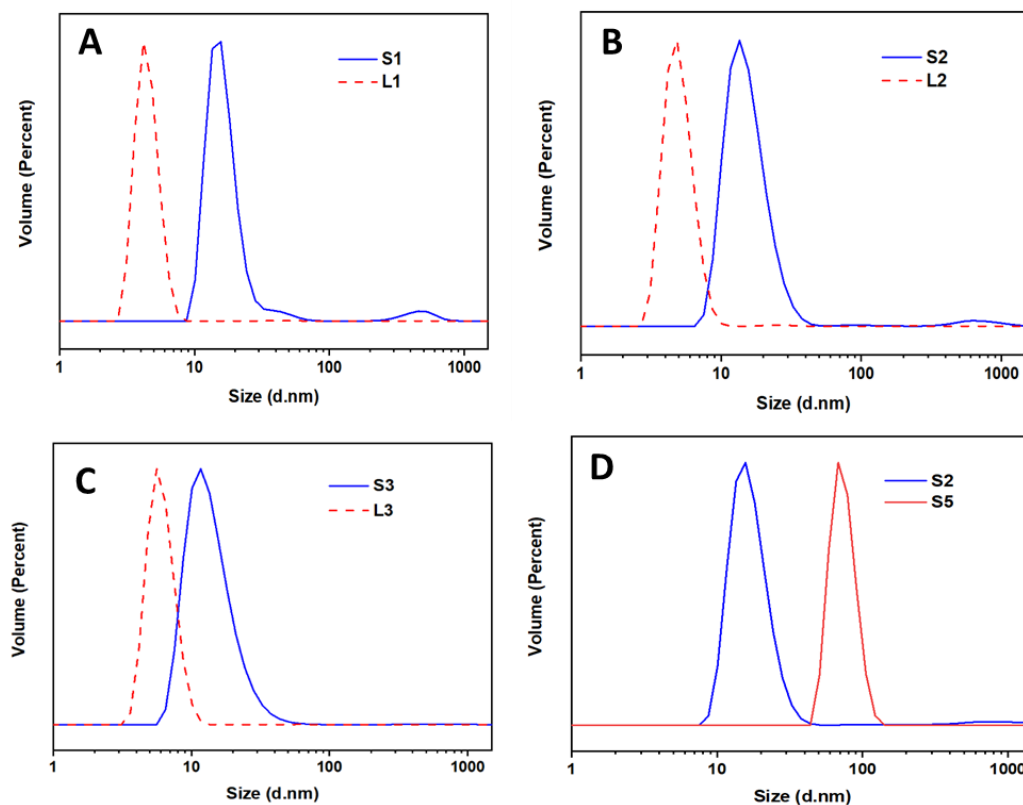 A
S1
L1
Volume (Percent)
1
10
100
1000
Size (d.nm)
B
S2
L2
Volume (Percent)
1
10
100
1000
Size (d.nm)
C
S3
L3
Volume (Percent)
1
10
100
1000
Size (d.nm)
D
S2
S5
Volume (Percent)
1
10
100
1000
Size (d.nm)